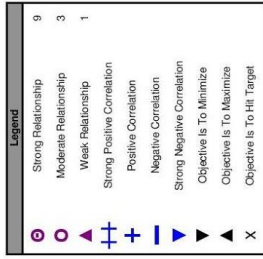 Legend
Strong Relationship 9
Moderate Relationship 3
Weak Relationship 1
Strong Positive Correlation
Positive Correlation
Negative Correlation
Strong Negative Correlation
Objective Is To Minimize
Objective Is To Maximize
X Objective Is To Hit Target